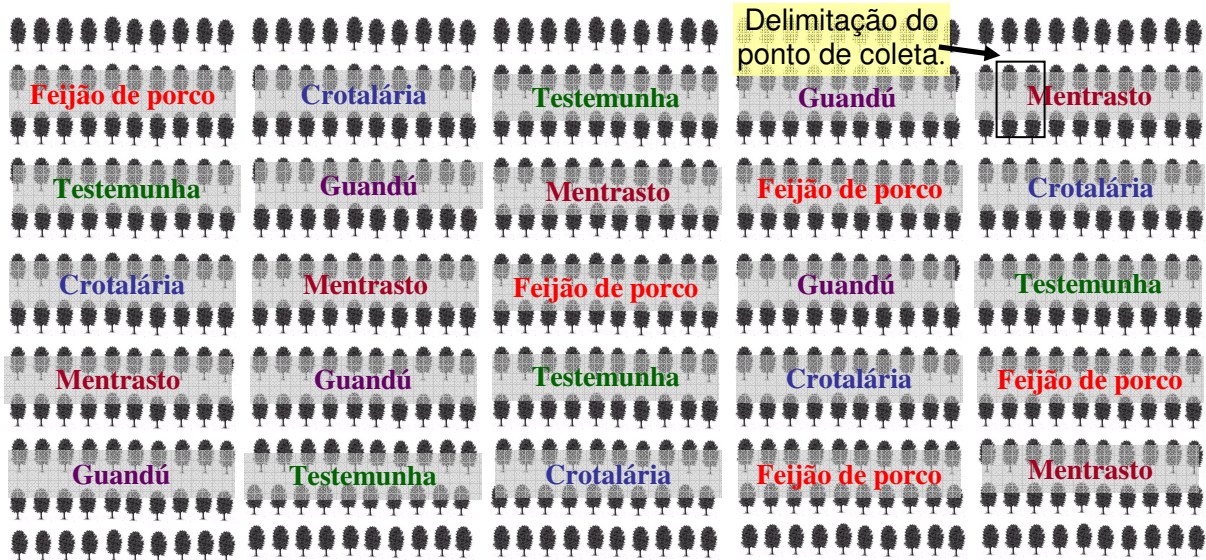 Delimitação do
ponto de coleta.
Feijão de porco Crotalária Testemunha Guandú Mentrasto
Testemunha Guandú Mentrasto Feijão de porco Crotalária
Crotalária Mentrasto Feijão de porco Guandú Testemunha
Mentrasto Guandú Testemunha Crotalária Feijão de porco
Guandú Testemunha Crotalária Feijão de porco Mentrasto